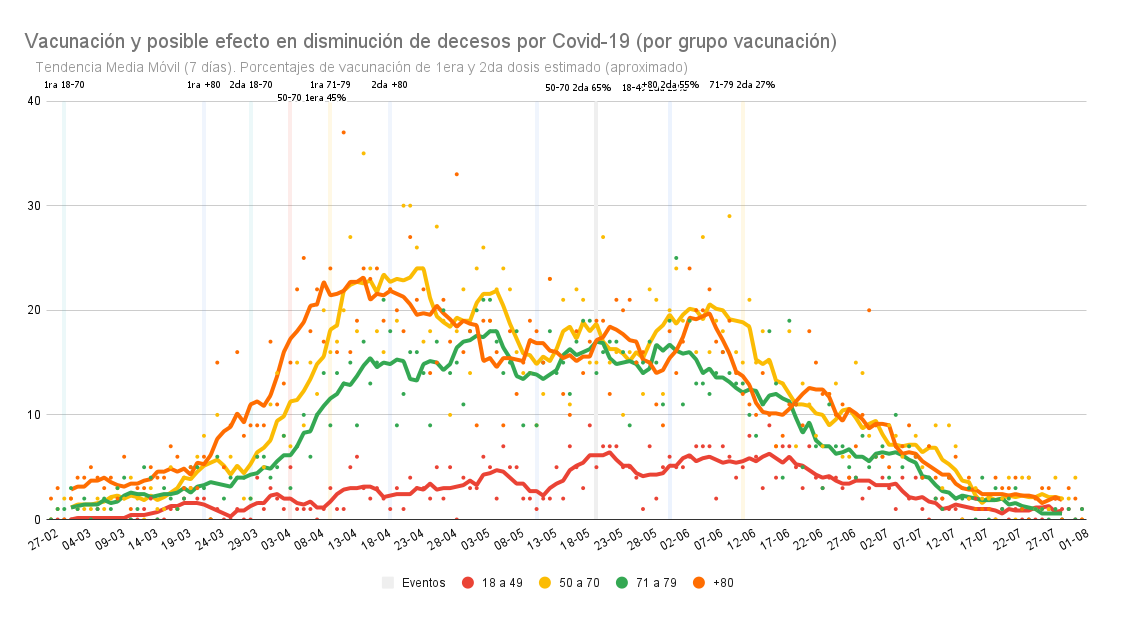 Vacunación y posible efecto en disminución de decesos por Covid-19 (por grupo vacunación)
Tendencia Media Móvil (7 días). Porcentajes de vacunación de 1era y 2da dosis estimado (aproximado)
1ra 18-70 1ra +80 2da 18-70 1ra 71-79 2da +80 50-70 2da 65% +80 2da 55% 71-79 2da 27%
50-70 1era 45%
40
30
20
10
0
27-02 04-03 09-03 14-03 19-03 24-03 29-03 03-04 08-04 13-04 18-04 23-04 28-04 03-05 08-05 13-05 18-05 23-05 28-05 02-06 07-06 12-06 17-06 22-06 27-06 02-07 07-07 12-07 17-07 22-07 27-07 01-08
Eventos 18 a 49 50 a 70 71 a 79 +80